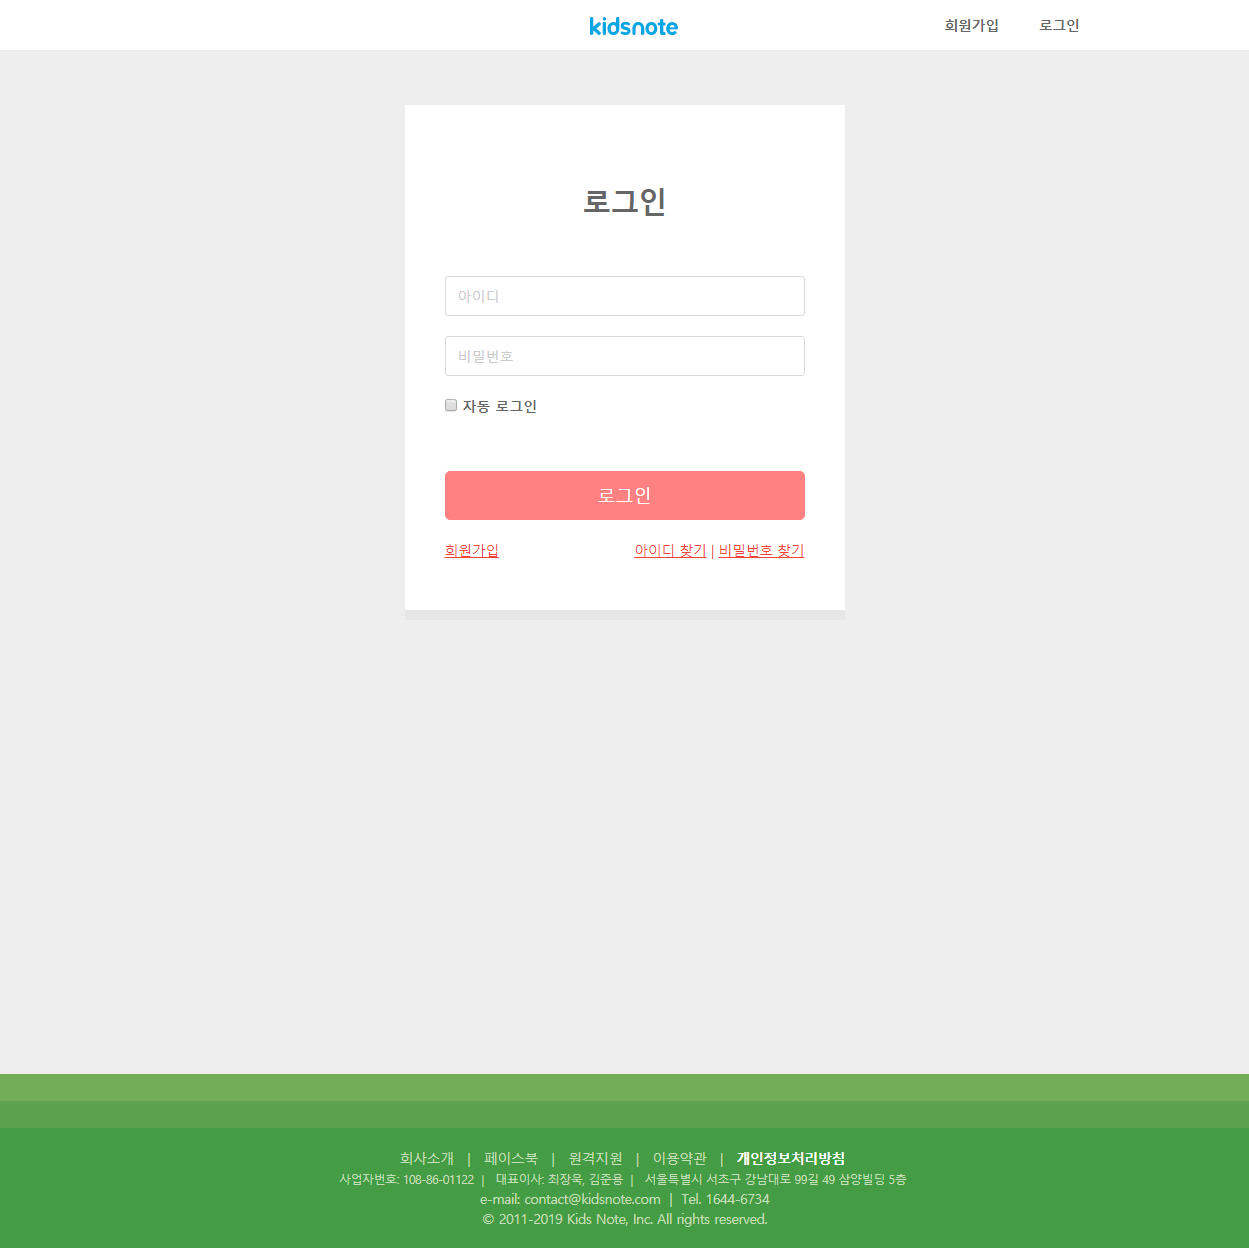 kidsnote 회원가입 로그인
로그인
아이디
비밀번호
자동 로그인
로그인
회원가입 아이디 찾기 | 비밀번호 찾기
회사소개 | 페이스북 | 원격지원 | 이용약관 | 개인정보처리방침
사업자번호: 108-86-01122 | 대표이사: 최장욱, 김준용 | 서울특별시 서초구 강남대로 99길 49 삼양빌딩 5층
e-mail: contact@kidsnote.com | Tel. 1644-6734
© 2011-2019 Kids Note, Inc. All rights reserved.